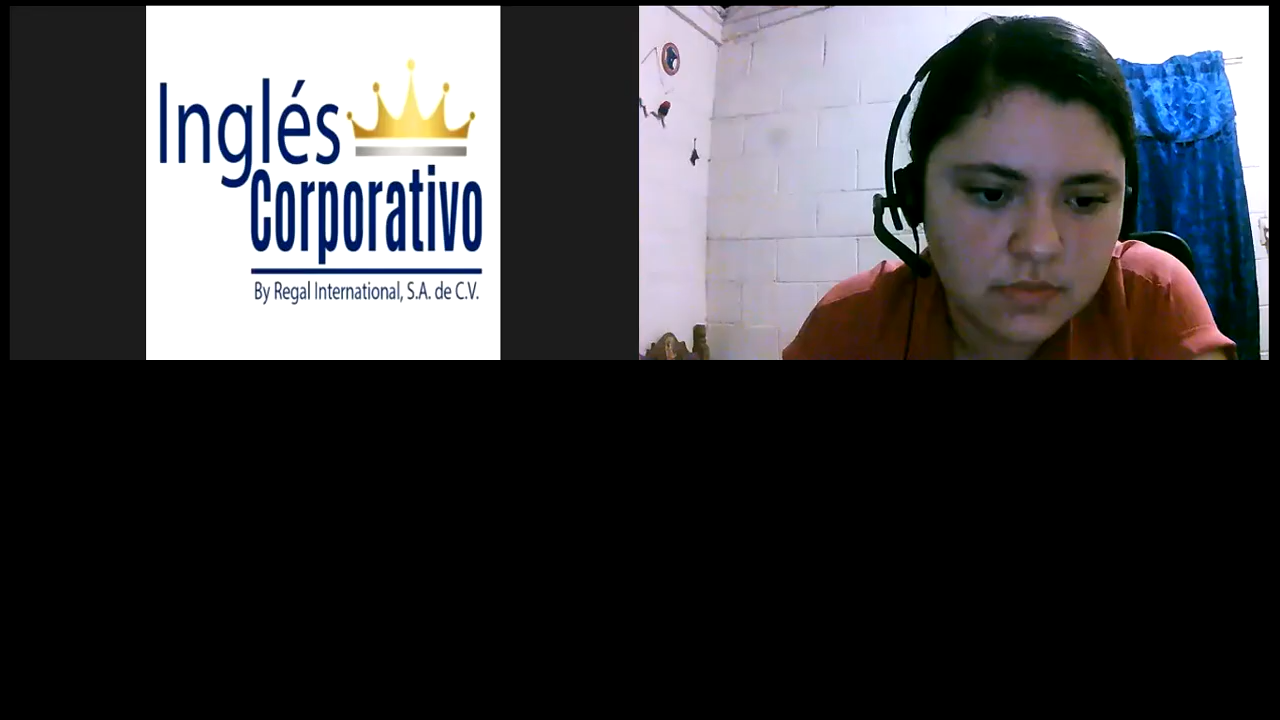 Inglés
Corporativo
By Regal International, S.A. de C.V.